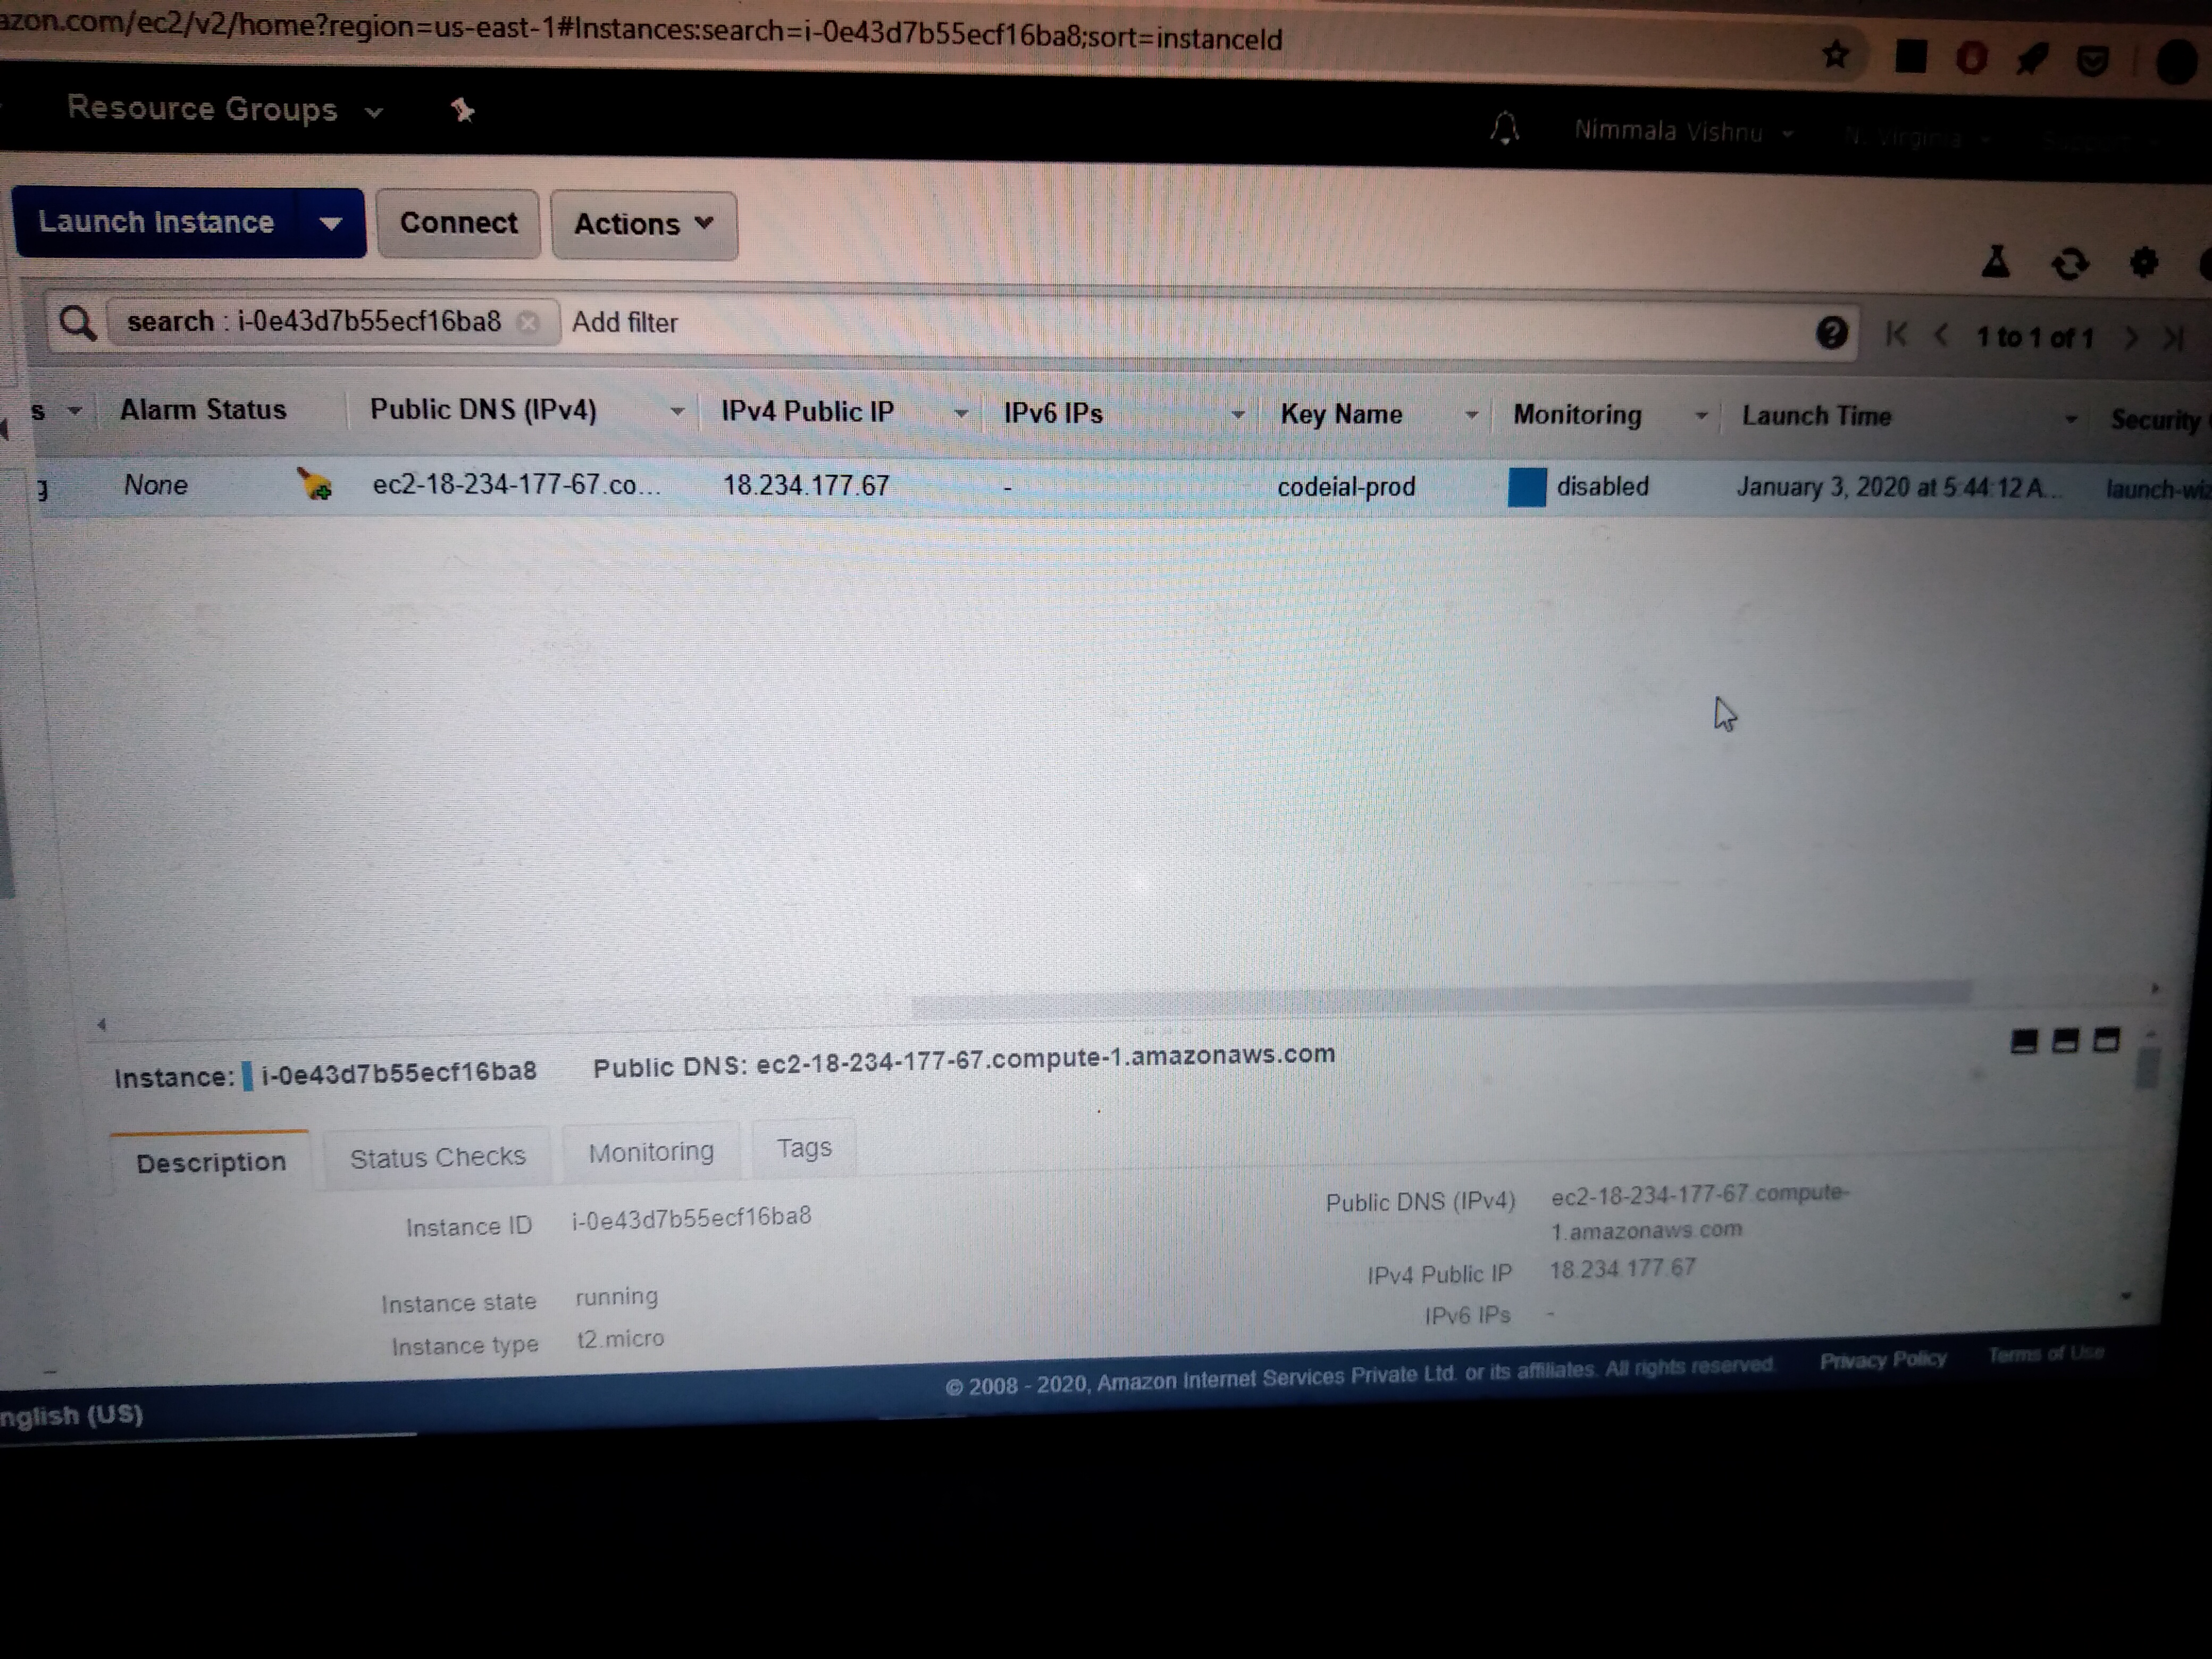 azon.com/ec2/v2/home?region=us-east-1#Instances:search=i-0e43d7b55ecf16ba8;sort=instanceId
Resource Groups
Nimmala Vishnu N. Virginia Support
Launch Instance Connect Actions
search : i-0e43d7b55ecf16ba8 Add filter
1 to 1 of 1
s Alarm Status Public DNS (IPv4) IPv4 Public IP IPv6 IPs Key Name Monitoring Launch Time Security
g None ec2-18-234-177-67.co... 18.234.177.67 - codeial-prod disabled January 3, 2020 at 5:44:12 A... launch-wiz
Instance: i-0e43d7b55ecf16ba8 Public DNS: ec2-18-234-177-67.compute-1.amazonaws.com
Description Status Checks Monitoring Tags
Instance ID i-0e43d7b55ecf16ba8
Public DNS (IPv4) ec2-18-234-177-67.compute-
1.amazonaws.com
Instance state running
IPv4 Public IP 18.234.177.67
Instance type t2.micro
IPv6 IPs -
© 2008 - 2020, Amazon Internet Services Private Ltd. or its affiliates. All rights reserved. Privacy Policy Terms of Use
nglish (US)